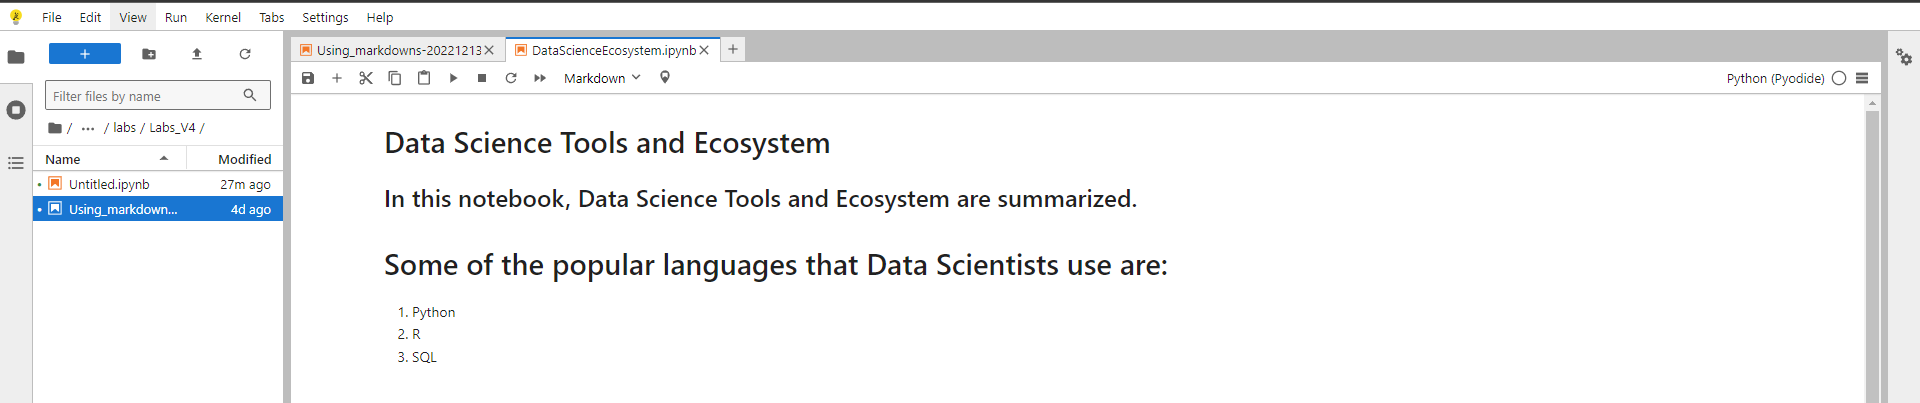 File Edit View Run Kernel Tabs Settings Help
Using_markdowns-20221213
DataScienceEcosystem.ipynb
Markdown
Python (Pyodide)
Filter files by name
/ ... / labs / Labs_V4 /
Name Modified
Untitled.ipynb 27m ago
Using_markdown... 4d ago
Data Science Tools and Ecosystem
In this notebook, Data Science Tools and Ecosystem are summarized.
Some of the popular languages that Data Scientists use are:
1. Python
2. R
3. SQL